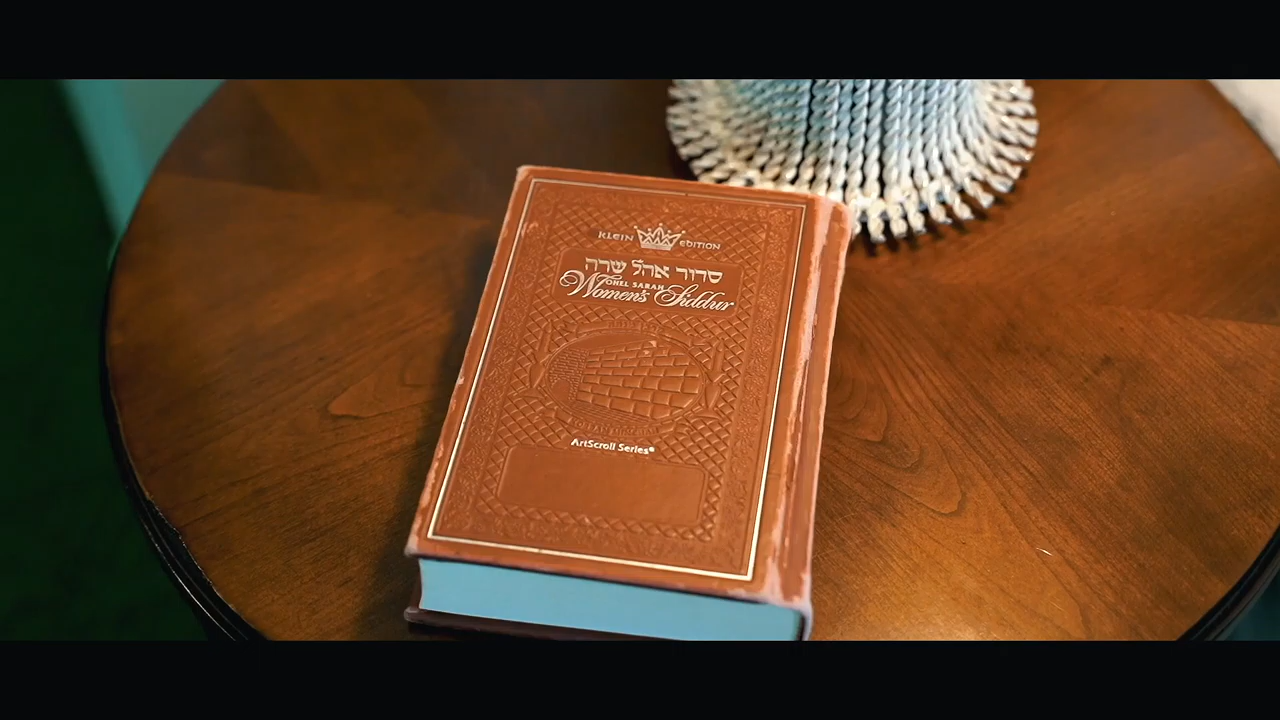 KLEIN EDITION
סדור אהל שרה
OHEL SARAH
Women's Siddur
ArtScroll Series®